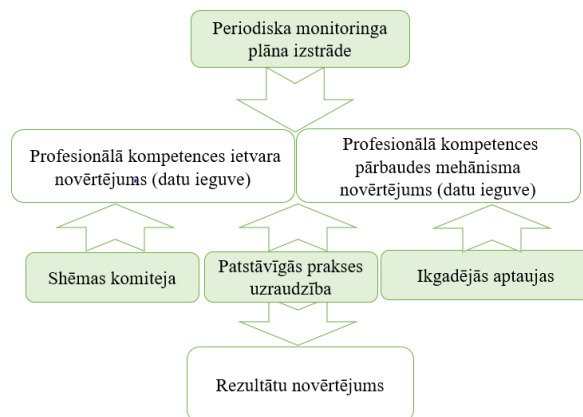 Periodiska monitoringa
plāna izstrāde
Profesionālā kompetences ietvara
novērtējums (datu ieguve)
Profesionālā kompetences
pārbaudes mehānisma
novērtējums (datu ieguve)
Shēmas komiteja
Patstāvīgās prakses
uzraudzība
Ikgadējās aptaujas
Rezultātu novērtējums